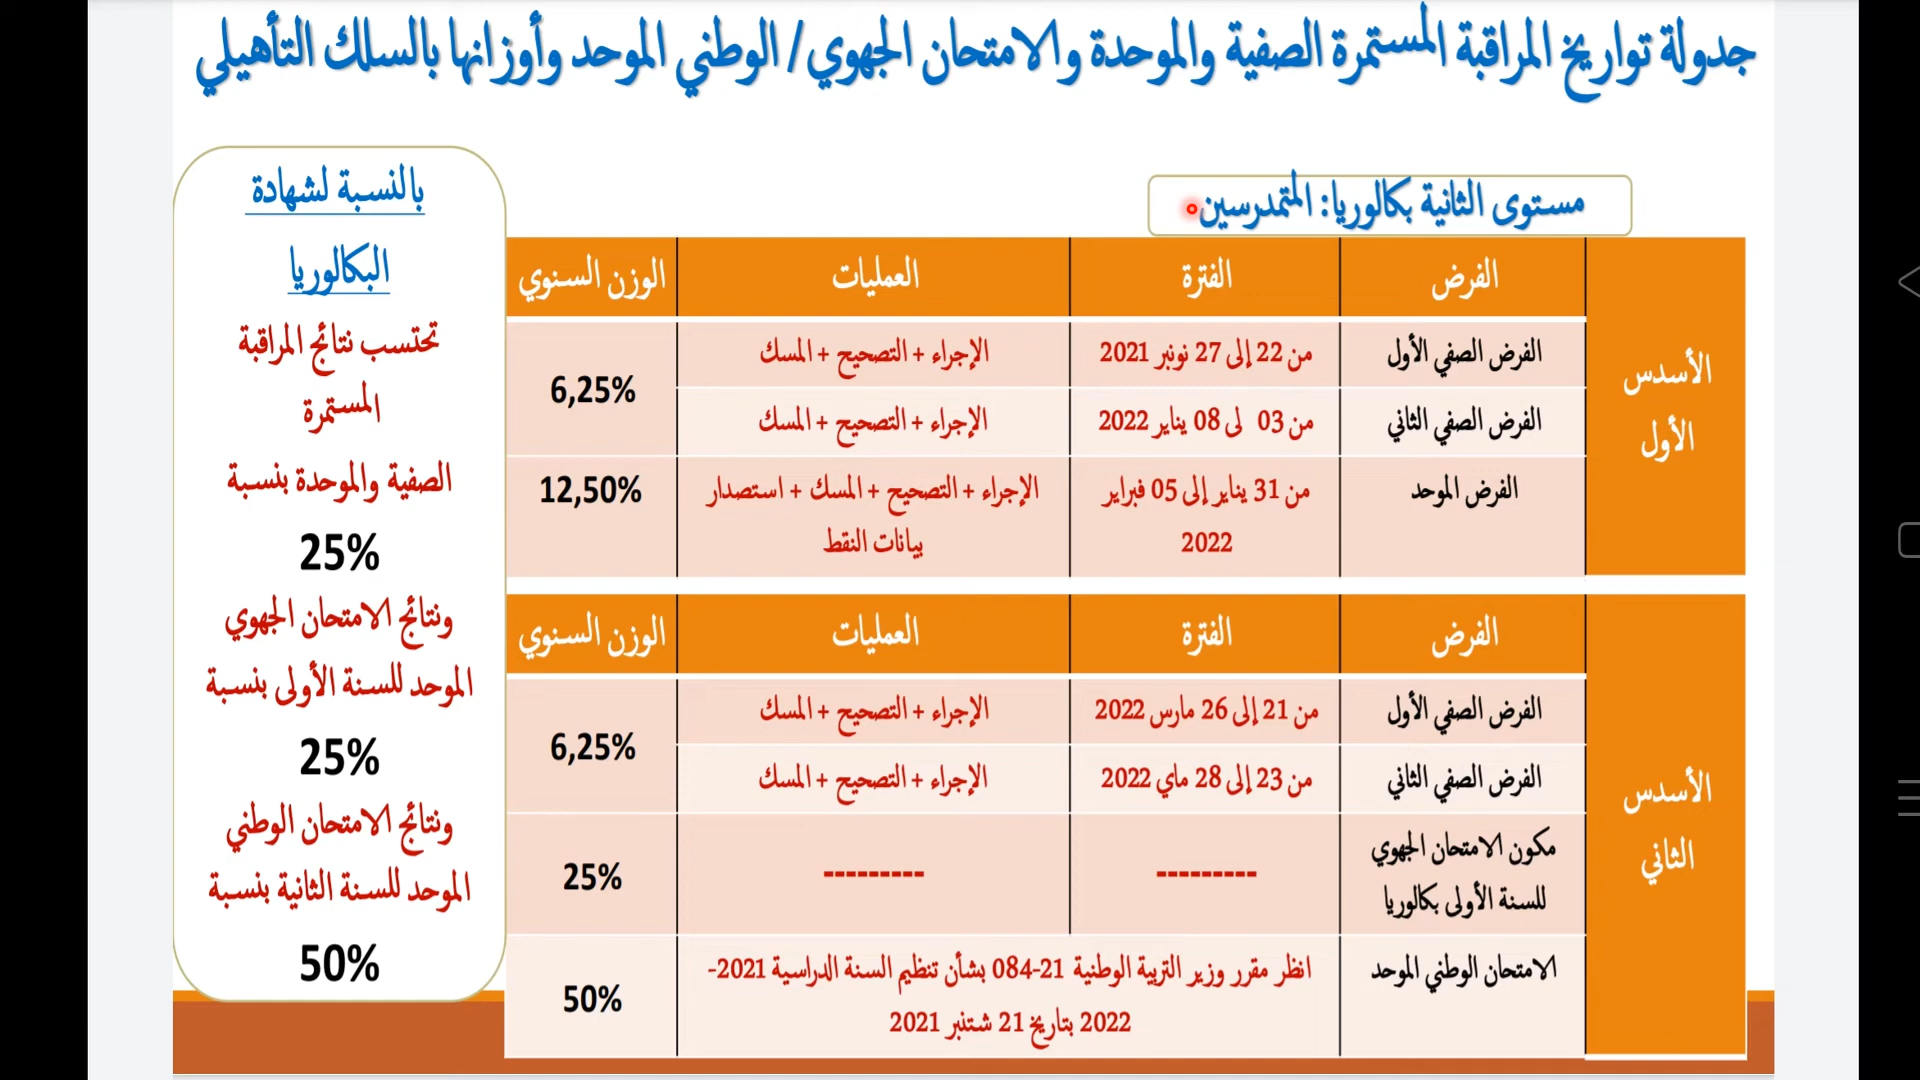 جدولة تواريخ المراقبة المستمرة الصفية والموحدة والامتحان الجهوي/ الوطني الموحد وأوزانها بالسلك التأهيلي
مستوى الثانية بكالوريا: المتمدرسين
الأسدس
الأول
الفرض
الفترة
العمليات
الوزن السنوي
الفرض الصفي الأول
من 22 إلى 27 نونبر 2021
الإجراء + التصحيح + المسك
6,25%
الفرض الصفي الثاني
من 03 لى 08 يناير 2022
الإجراء + التصحيح + المسك
الفرض الموحد
من 31 يناير إلى 05 فبراير
2022
الإجراء + التصحيح + المسك + استصدار
بيانات النقط
12,50%
الأسدس
الثاني
الفرض
الفترة
العمليات
الوزن السنوي
الفرض الصفي الأول
من 21 إلى 26 مارس 2022
الإجراء + التصحيح + المسك
6,25%
الفرض الصفي الثاني
من 23 إلى 28 ماي 2022
الإجراء + التصحيح + المسك
مكون الامتحان الجهوي
للسنة الأولى بكالوريا
---------
---------
25%
الامتحان الوطني الموحد
انظر مقرر وزير التربية الوطنية 21-084 بشأن تنظيم السنة الدراسية 2021-
2022 بتاريخ 21 شتنبر 2021
50%
بالنسبة لشهادة
البكالوريا
تحتسب نتائج المراقبة
المستمرة
الصفية والموحدة بنسبة
25%
ونتائج الامتحان الجهوي
الموحد للسنة الأولى بنسبة
25%
ونتائج الامتحان الوطني
الموحد للسنة الثانية بنسبة
50%